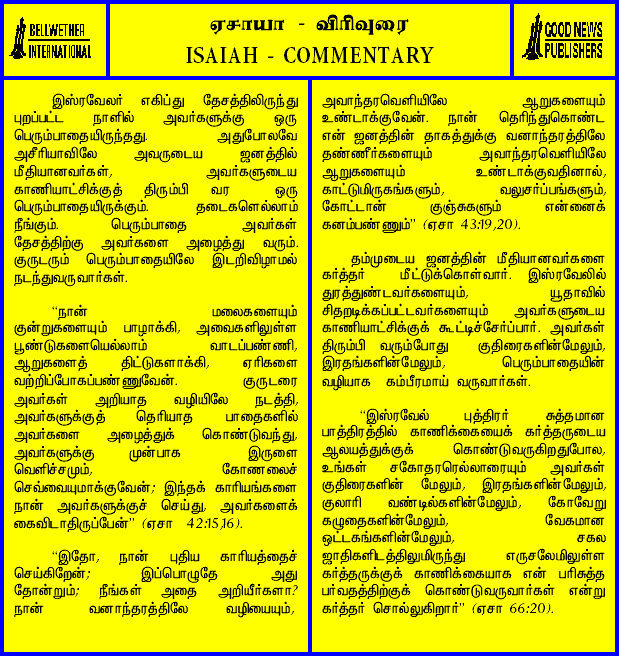 BELLWETHER
INTERNATIONAL
ஏசாயா - விரிவுரை
ISAIAH - COMMENTARY
GOOD NEWS
PUBLISHERS
இஸ்ரவேலர் எகிப்து தேசத்திலிருந்து
புறப்பட்ட நாளில் அவர்களுக்கு ஒரு
பெரும்பாதையிருந்தது. அதுபோலவே
அசீரியாவிலே அவருடைய ஜனத்தில்
மீதியானவர்கள், அவர்களுடைய
காணியாட்சிக்குத் திரும்பி வர ஒரு
பெரும்பாதையிருக்கும். தடைகளெல்லாம்
நீங்கும். பெரும்பாதை அவர்கள்
தேசத்திற்கு அவர்களை அழைத்து வரும்.
குருடரும் பெரும்பாதையிலே இடறிவிழாமல்
நடந்துவருவார்கள்.
“நான் மலைகளையும்
குன்றுகளையும் பாழாக்கி, அவைகளிலுள்ள
பூண்டுகளையெல்லாம் வாடப்பண்ணி,
ஆறுகளைத் திட்டுகளாக்கி, ஏரிகளை
வற்றிப்போகப்பண்ணுவேன். குருடரை
அவர்கள் அறியாத வழியிலே நடத்தி,
அவர்களுக்குத் தெரியாத பாதைகளில்
அவர்களை அழைத்துக் கொண்டுவந்து,
அவர்களுக்கு முன்பாக இருளை
வெளிச்சமும், கோணலைச்
செவ்வையுமாக்குவேன்; இந்தக் காரியங்களை
நான் அவர்களுக்குச் செய்து, அவர்களைக்
கைவிடாதிருப்பேன்” (ஏசா 42:15,16).
“இதோ, நான் புதிய காரியத்தைச்
செய்கிறேன்; இப்பொழுதே அது
தோன்றும்; நீங்கள் அதை அறியீர்களா?
நான் வனாந்தரத்திலே வழியையும்,
அவாந்தரவெளியிலே ஆறுகளையும்
உண்டாக்குவேன். நான் தெரிந்துகொண்ட
என் ஜனத்தின் தாகத்துக்கு வனாந்தரத்திலே
தண்ணீர்களையும் அவாந்தரவெளியிலே
ஆறுகளையும் உண்டாக்குவதினால்,
காட்டுமிருகங்களும், வலுசர்ப்பங்களும்,
கோட்டான் குஞ்சுகளும் என்னைக்
கனம்பண்ணும்” (ஏசா 43:19,20).
தம்முடைய ஜனத்தின் மீதியானவர்களை
கர்த்தர் மீட்டுக்கொள்வார். இஸ்ரவேலில்
துரத்துண்டவர்களையும், யூதாவில்
சிதறடிக்கப்பட்டவர்களையும் அவர்களுடைய
காணியாட்சிக்குக் கூட்டிச்சேர்ப்பார். அவர்கள்
திரும்பி வரும்போது குதிரைகளின்மேலும்,
இரதங்களின்மேலும், பெரும்பாதையின்
வழியாக கம்பீரமாய் வருவார்கள்.
“இஸ்ரவேல் புத்திரர் சுத்தமான
பாத்திரத்தில் காணிக்கையைக் கர்த்தருடைய
ஆலயத்துக்குக் கொண்டுவருகிறதுபோல,
உங்கள் சகோதரரெல்லாரையும் அவர்கள்
குதிரைகளின் மேலும், இரதங்களின்மேலும்,
குலாரி வண்டில்களின்மேலும், கோவேறு
கழுதைகளின்மேலும், வேகமான
ஒட்டகங்களின்மேலும், சகல
ஜாதிகளிடத்திலுமிருந்து எருசலேமிலுள்ள
கர்த்தருக்குக் காணிக்கையாக என் பரிசுத்த
பர்வதத்திற்குக் கொண்டுவருவார்கள் என்று
கர்த்தர் சொல்லுகிறார்” (ஏசா 66:20).